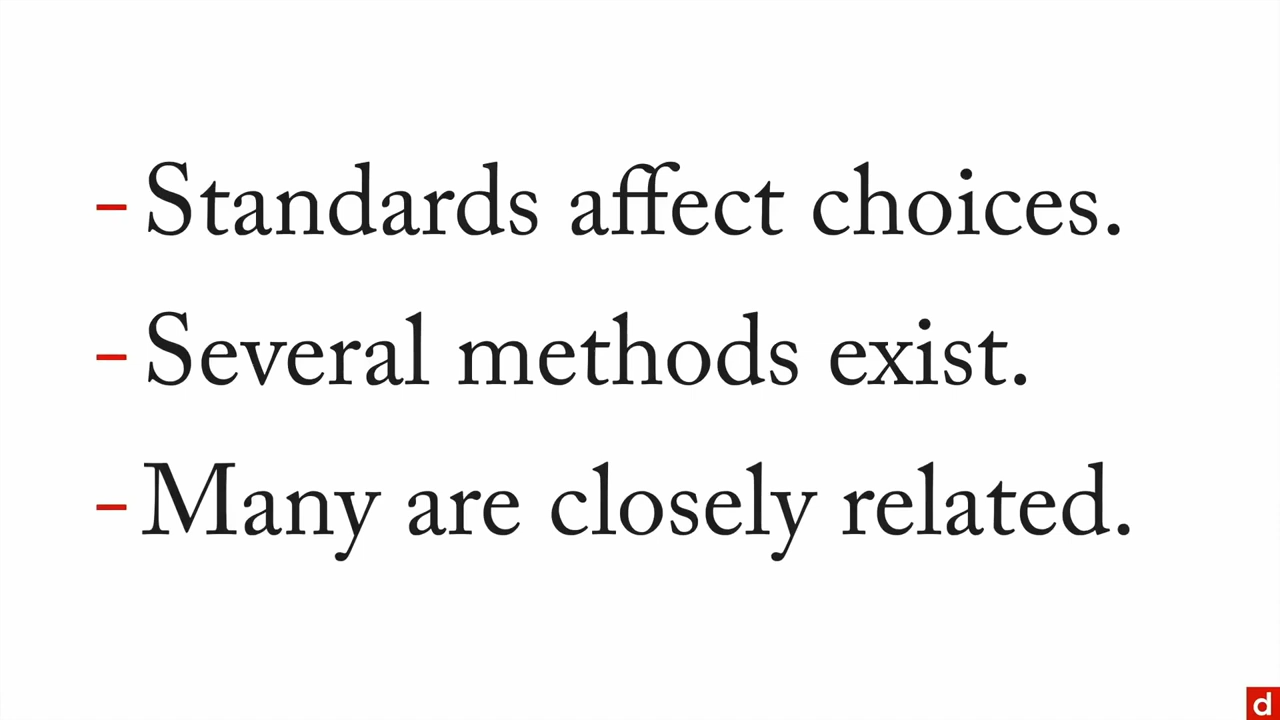 – Standards affect choices.
– Several methods exist.
– Many are closely related.
d